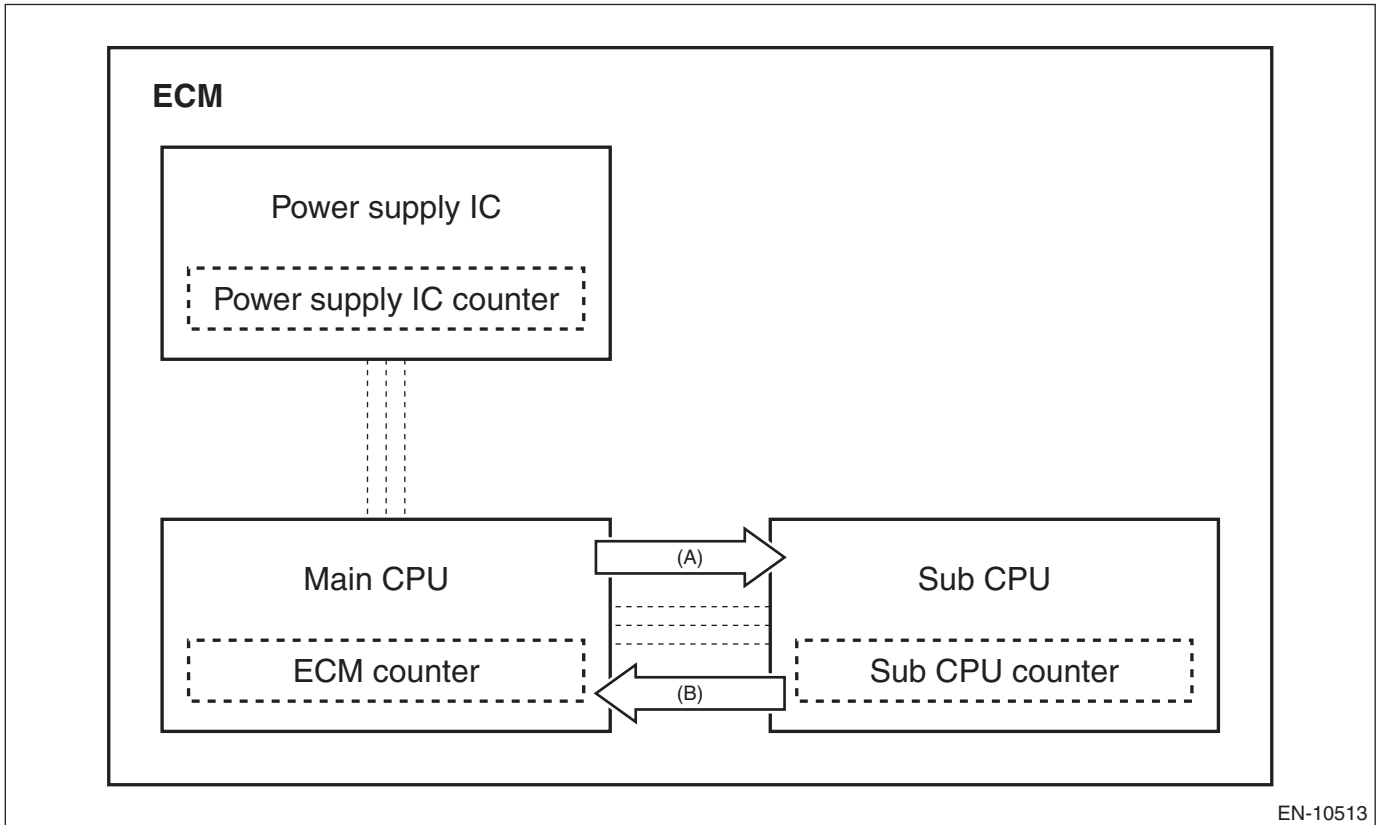 ECM
Power supply IC
Power supply IC counter
Main CPU
(A)
Sub CPU
ECM counter
(B)
Sub CPU counter
EN-10513